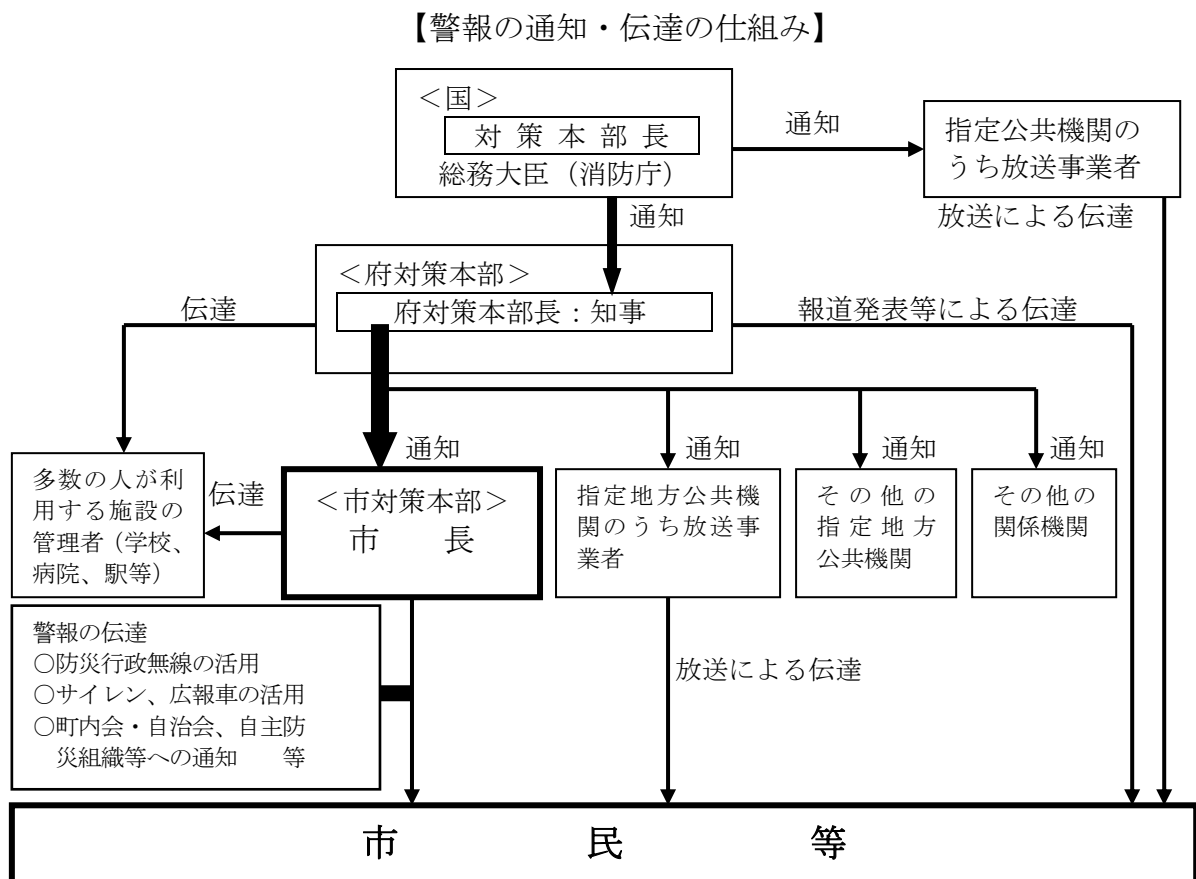 【警報の通知・伝達の仕組み】
＜国＞
対策本部長
総務大臣（消防庁）
通知
指定公共機関の
うち放送事業者
通知
放送による伝達
＜府対策本部＞
府対策本部長：知事
伝達
報道発表等による伝達
通知
通知
通知
通知
多数の人が利
用する施設の
管理者（学校、
病院、駅等）
伝達
＜市対策本部＞
市　　長
指定地方公共機
関のうち放送事
業者
その他の
指定地方
公共機関
その他の
関係機関
警報の伝達
○防災行政無線の活用
○サイレン、広報車の活用
○町内会・自治会、自主防
災組織等への通知　　等
放送による伝達
市　　民　　等